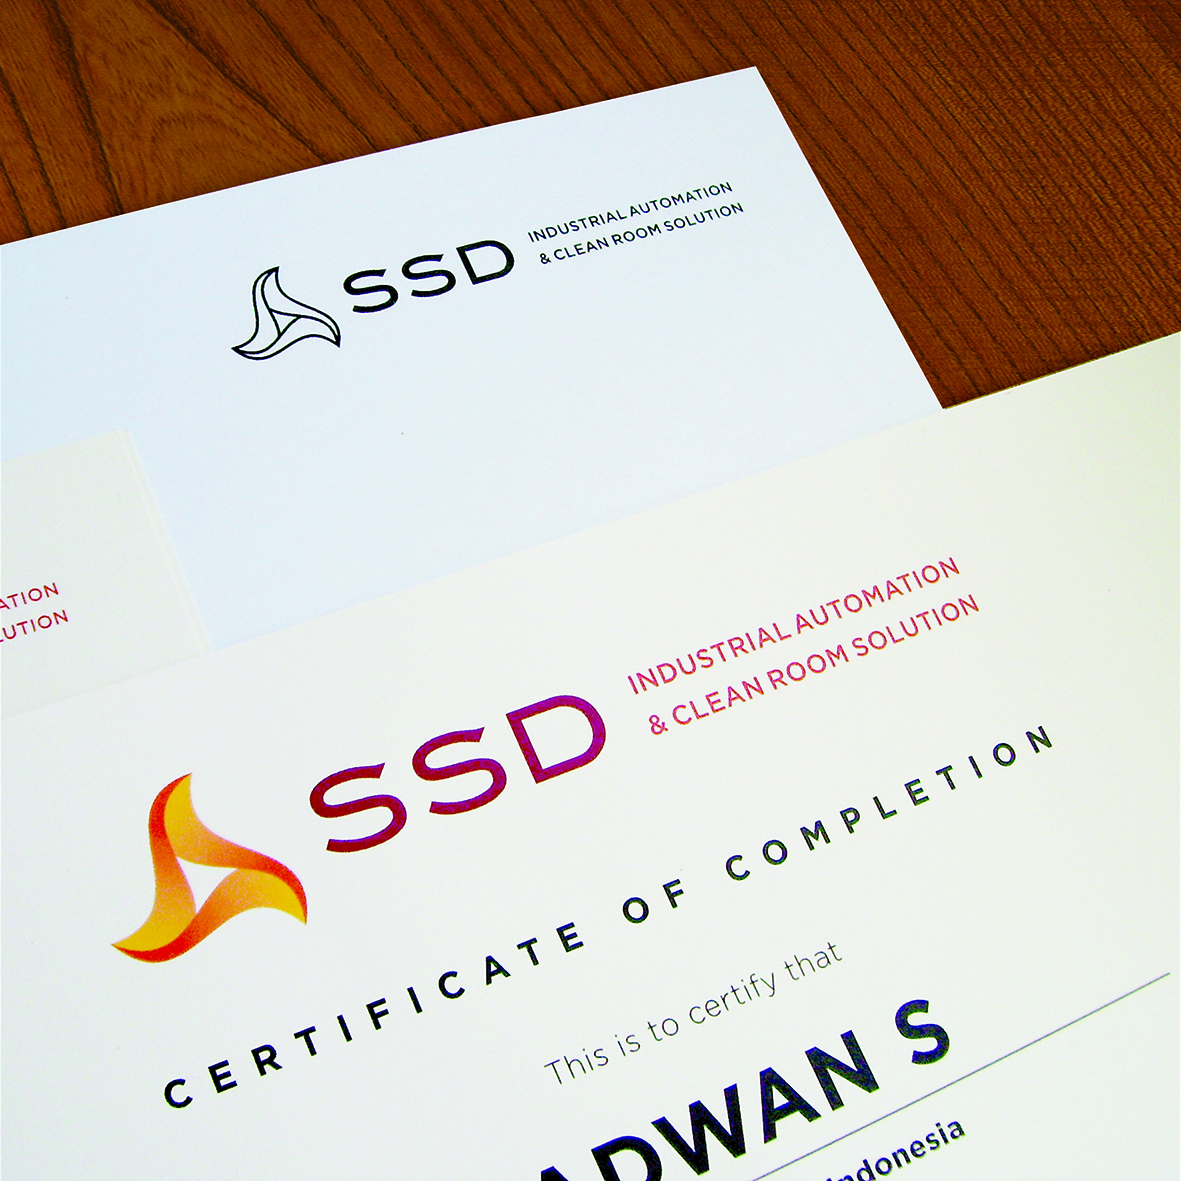 SSD
INDUSTRIAL AUTOMATION
& CLEAN ROOM SOLUTION
ATION
LUTION
SSD
INDUSTRIAL AUTOMATION
& CLEAN ROOM SOLUTION
CERTIFICATE OF COMPLETION
This is to certify that
ADWAN S
Indonesia